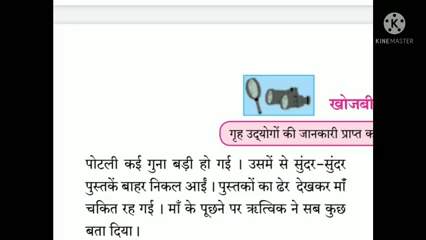 KINEMASTER
खोजबी
गृह उद्योगों की जानकारी प्राप्त क
पोटली कई गुना बड़ी हो गई । उसमें से सुंदर-सुंदर
पुस्तकें बाहर निकल आईं । पुस्तकों का ढेर देखकर माँ
चकित रह गई । माँ के पूछने पर ऋत्विक ने सब कुछ
बता दिया ।